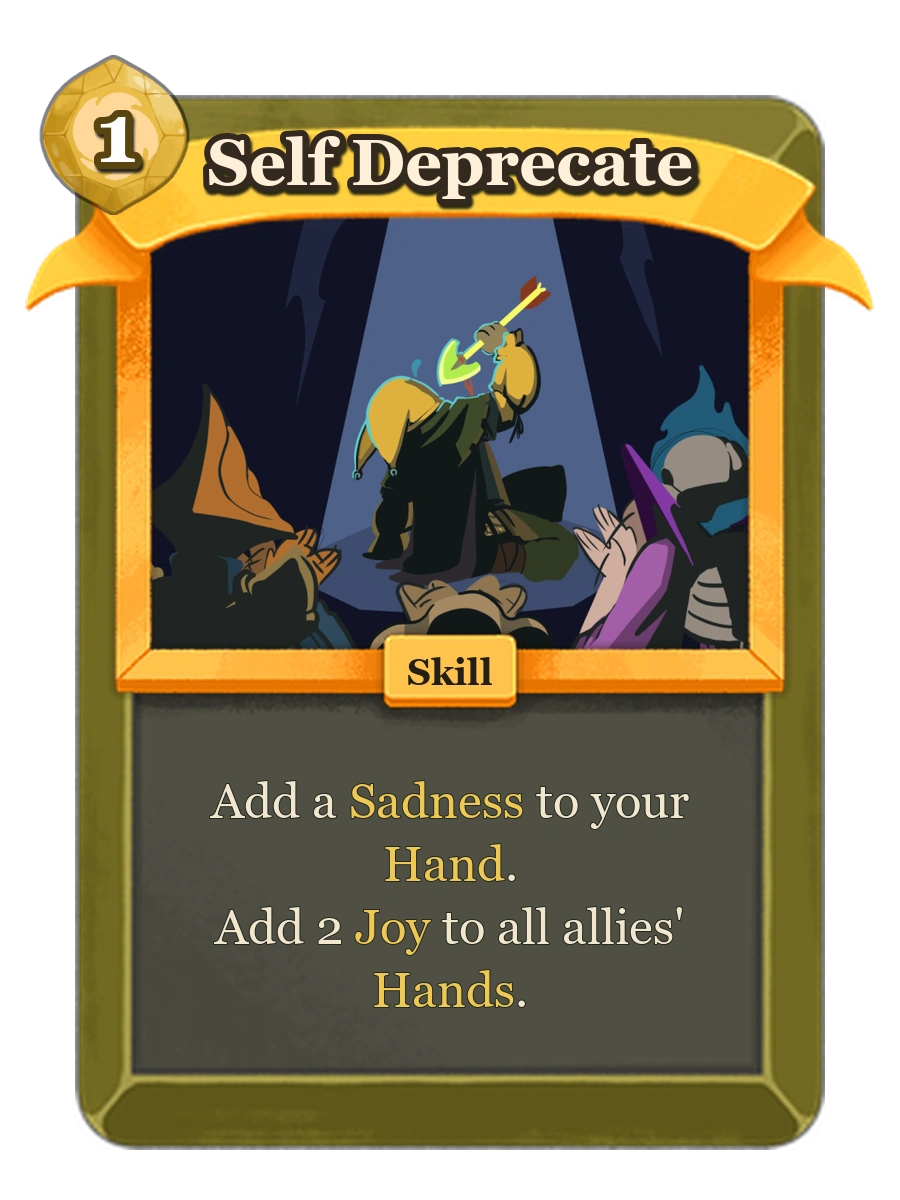 1
Self Deprecate
Skill
Add a Sadness to your
Hand.
Add 2 Joy to all allies'
Hands.